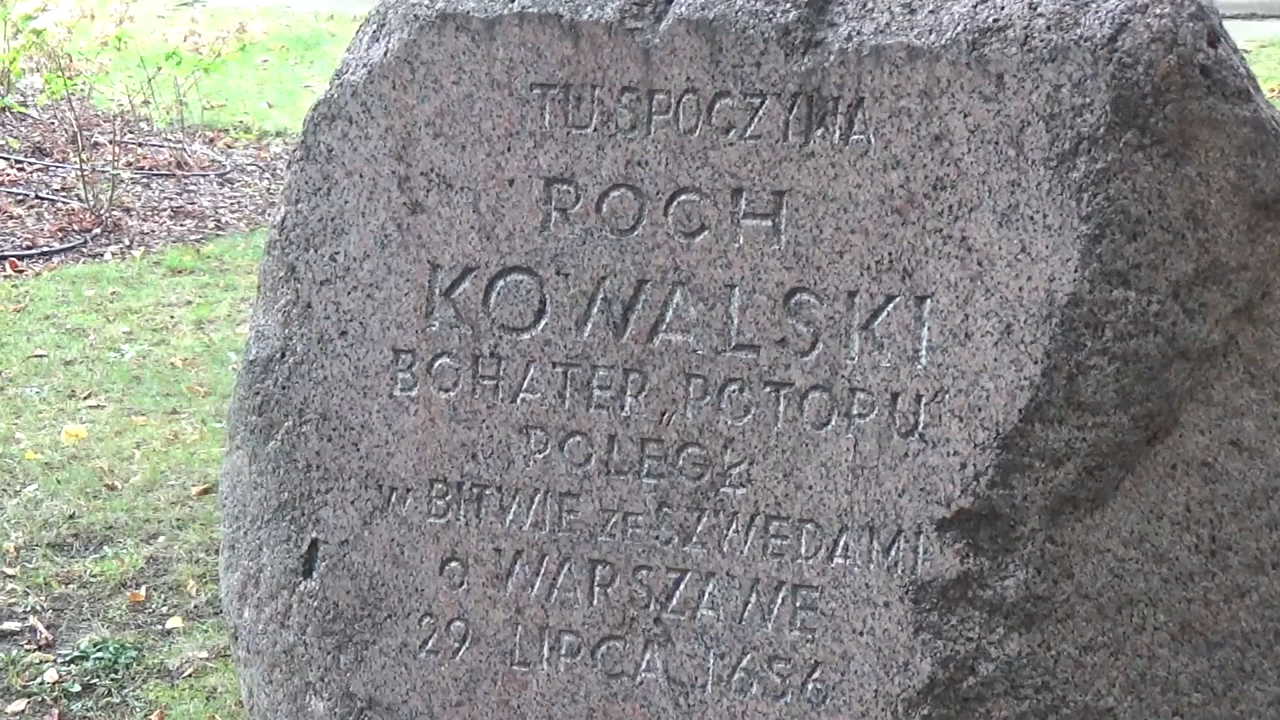 TU SPOCZYWA
ROCH
KOWALSKI
BOHATER „POTOPU”
POLEGŁ
W BITWIE ZE SZWEDAMI
O WARSZAWĘ
29 LIPCA 1656